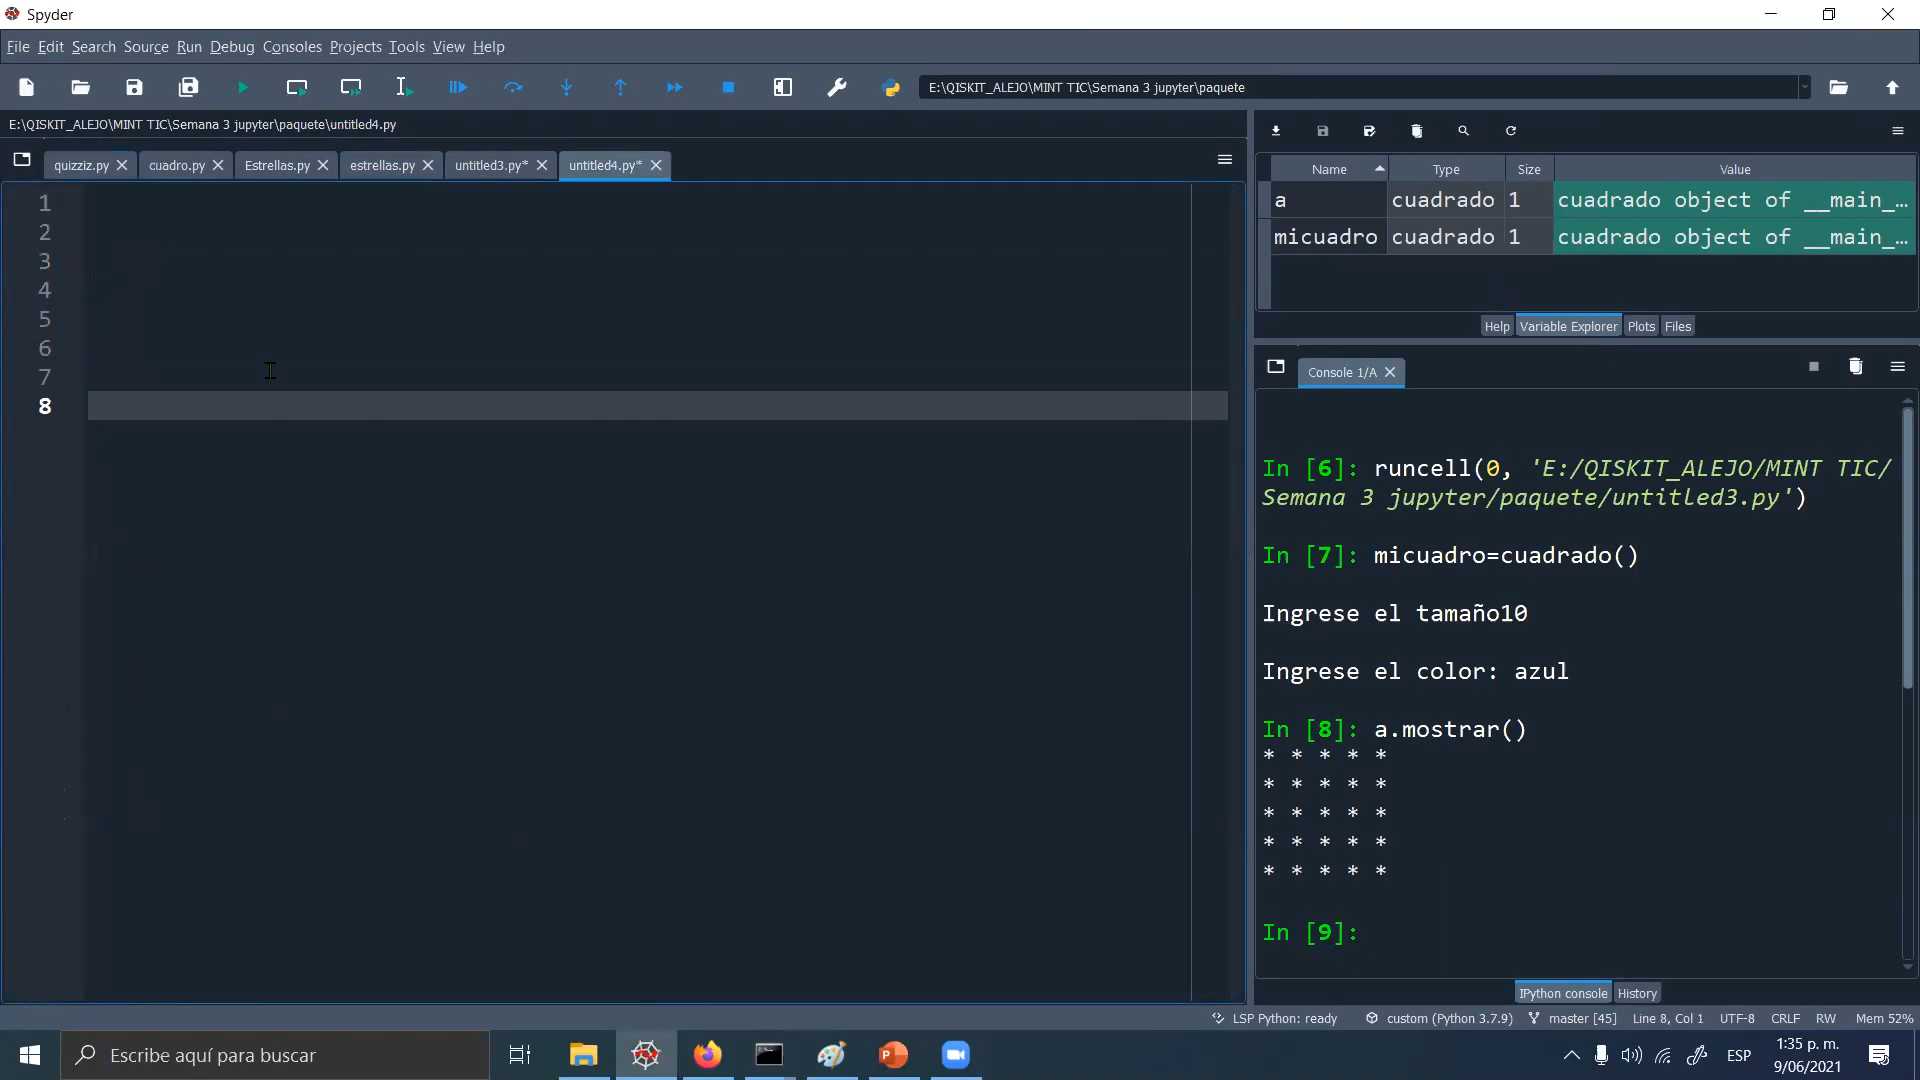 Spyder
File Edit Search Source Run Debug Consoles Projects Tools View Help
E:\QISKIT_ALEJO\MINT TIC\Semana 3 jupyter\paquete
E:\QISKIT_ALEJO\MINT TIC\Semana 3 jupyter\paquete\untitled4.py
quizziz.py cuadro.py Estrellas.py estrellas.py untitled3.py* untitled4.py*
1
2
3
4
5
6
7
8
Name Type Size Value
a cuadrado 1 cuadrado object of __main_…
micuadro cuadrado 1 cuadrado object of __main_…
Help Variable Explorer Plots Files
Console 1/A
In [6]: runcell(0, 'E:/QISKIT_ALEJO/MINT TIC/
Semana 3 jupyter/paquete/untitled3.py')
In [7]: micuadro=cuadrado()
Ingrese el tamaño10
Ingrese el color: azul
In [8]: a.mostrar()
* * * * *
* * * * *
* * * * *
* * * * *
* * * * *
In [9]:
IPython console History
LSP Python: ready custom (Python 3.7.9) master [45] Line 8, Col 1 UTF-8 CRLF RW Mem 52%
Escribe aquí para buscar
ESP
1:35 p. m.
9/06/2021